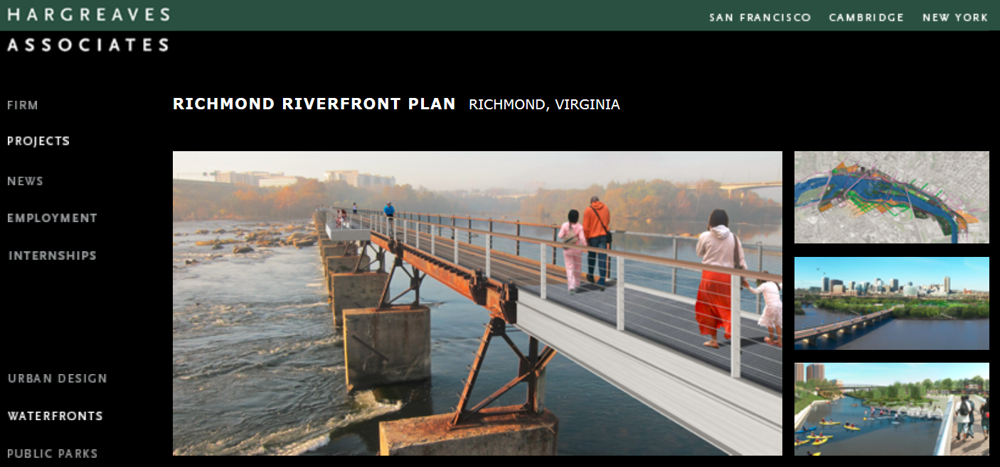 HARGREAVES
ASSOCIATES
SAN FRANCISCO CAMBRIDGE NEW YORK
FIRM
PROJECTS
NEWS
EMPLOYMENT
INTERNSHIPS
URBAN DESIGN
WATERFRONTS
PUBLIC PARKS
RICHMOND RIVERFRONT PLAN RICHMOND, VIRGINIA